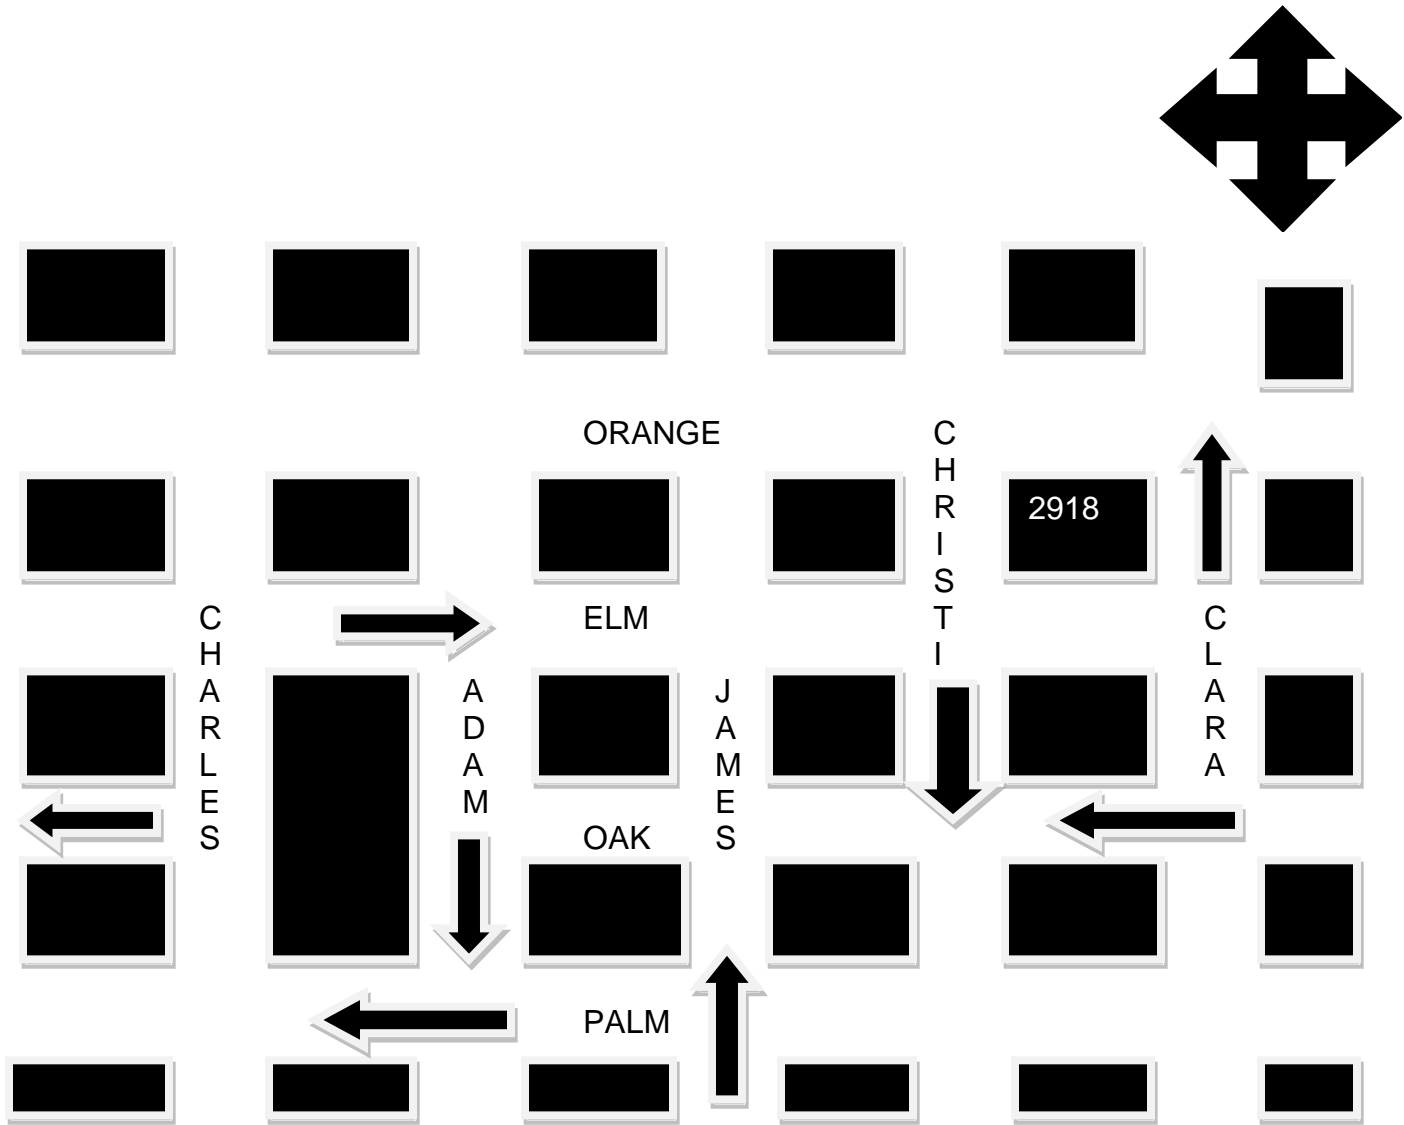 ORANGE
CHRISTI
2918
CHARLES
ELM
CLARA
ADAM
JAMES
OAK
PALM